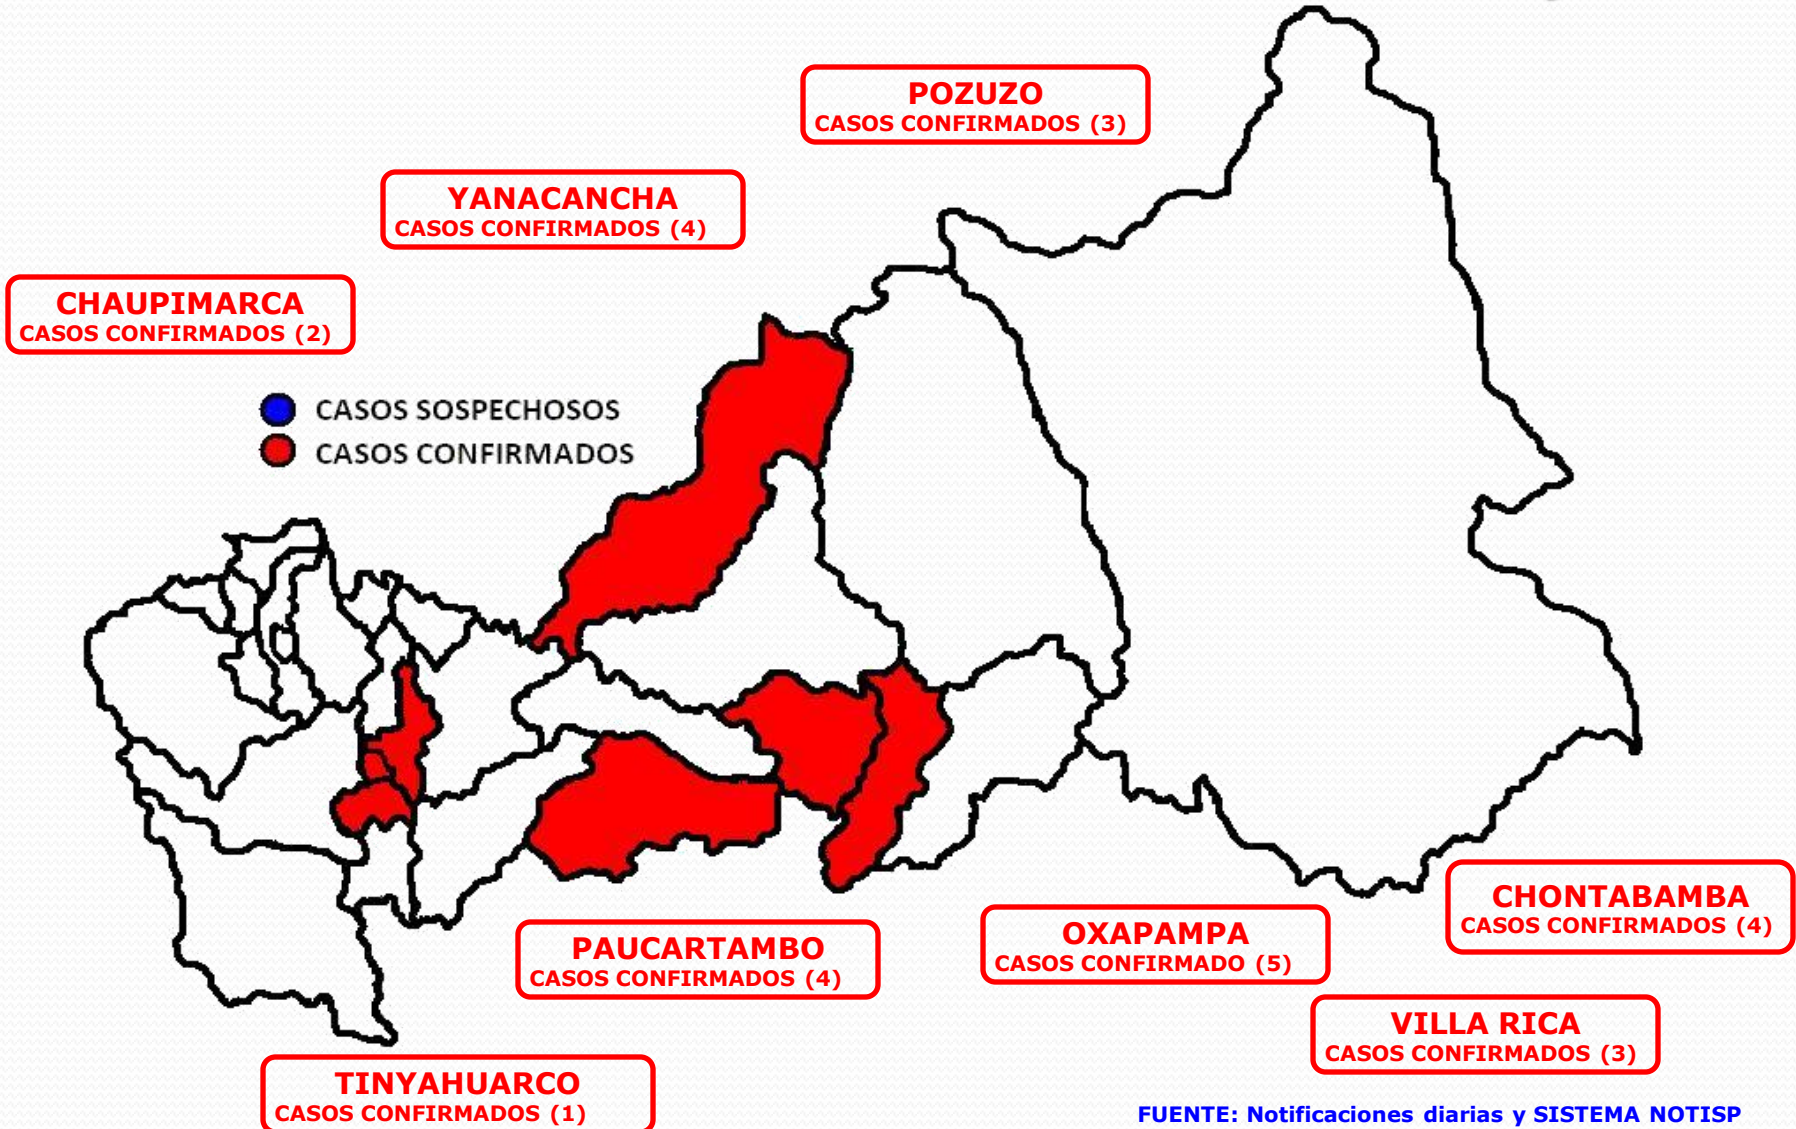 POZUZO
CASOS CONFIRMADOS (3)
YANACANCHA
CASOS CONFIRMADOS (4)
CHAUPIMARCA
CASOS CONFIRMADOS (2)
CASOS SOSPECHOSOS
CASOS CONFIRMADOS
CHONTABAMBA
CASOS CONFIRMADOS (4)
OXAPAMPA
CASOS CONFIRMADO (5)
PAUCARTAMBO
CASOS CONFIRMADOS (4)
VILLA RICA
CASOS CONFIRMADOS (3)
TINYAHUARCO
CASOS CONFIRMADOS (1)
FUENTE: Notificaciones diarias y SISTEMA NOTISP